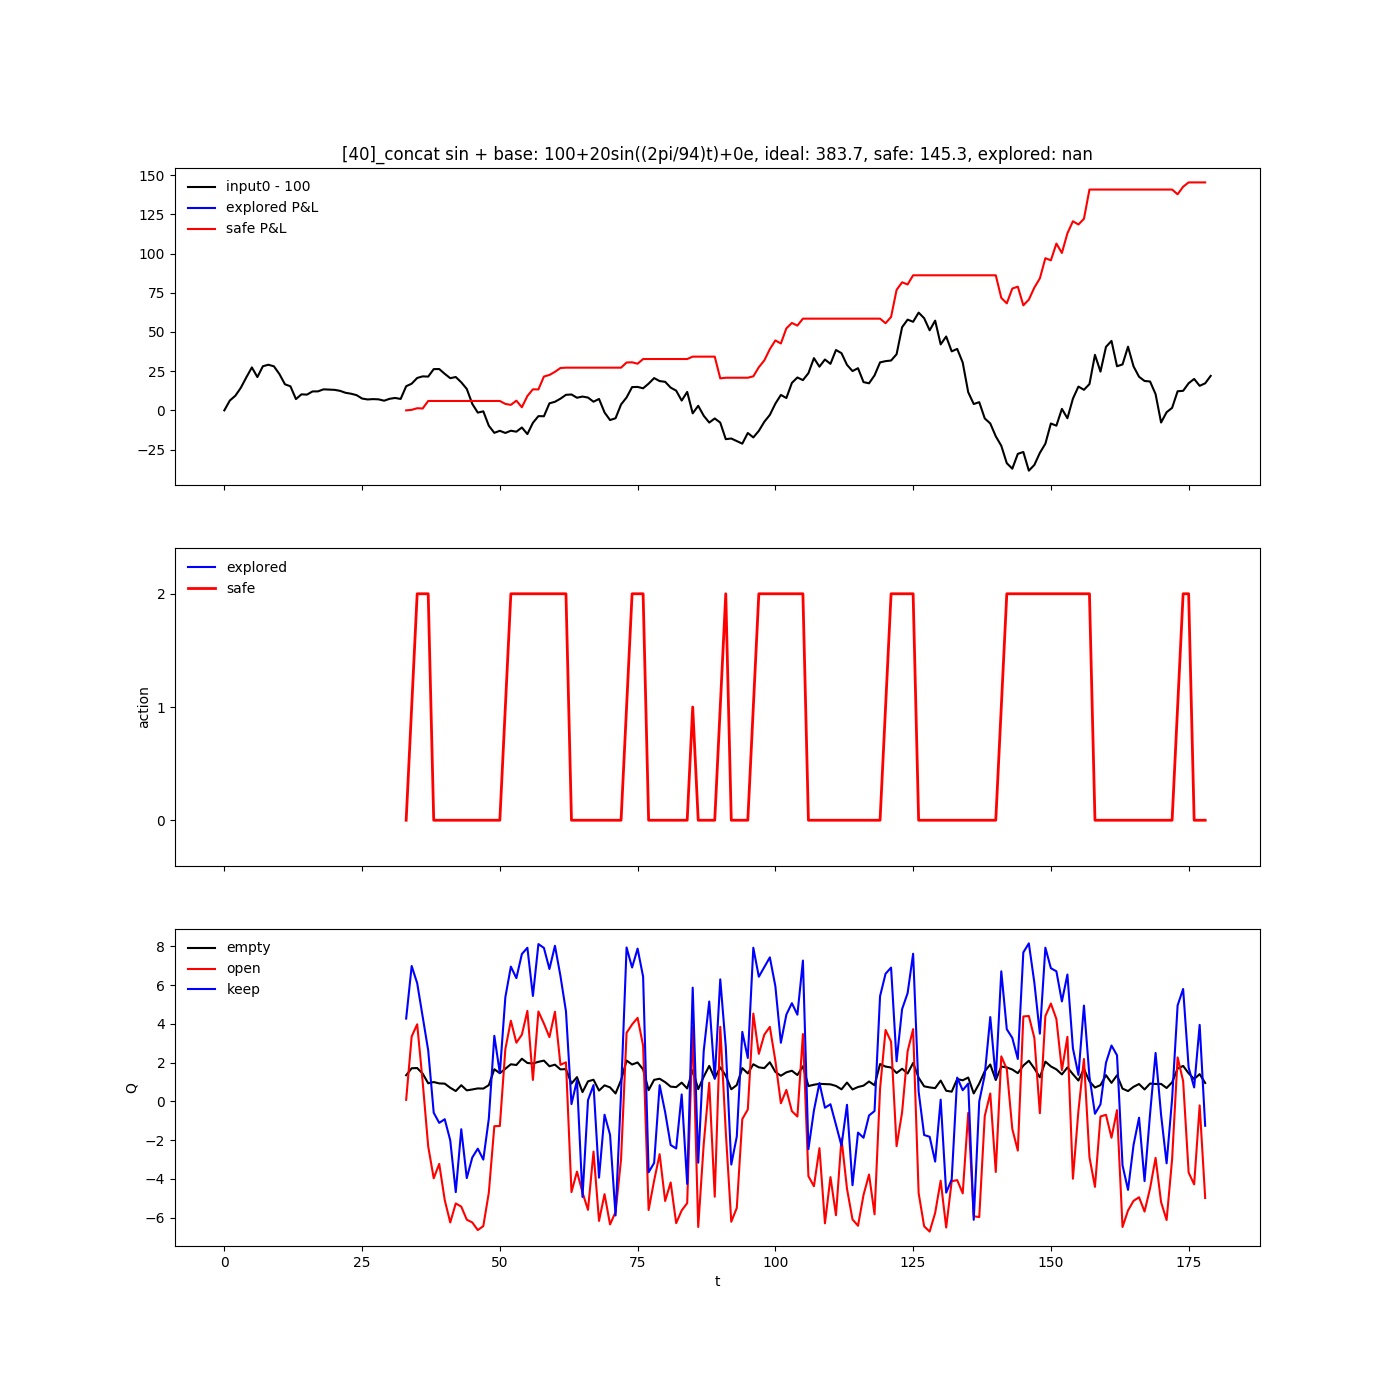 [40]_concat sin + base: 100+20sin((2pi/94)t)+0e, ideal: 383.7, safe: 145.3, explored: nan
150
125
100
75
50
25
0
−25
input0 - 100
explored P&L
safe P&L
2
1
0
action
explored
safe
8
6
4
2
0
−2
−4
−6
Q
empty
open
keep
0 25 50 75 100 125 150 175
t